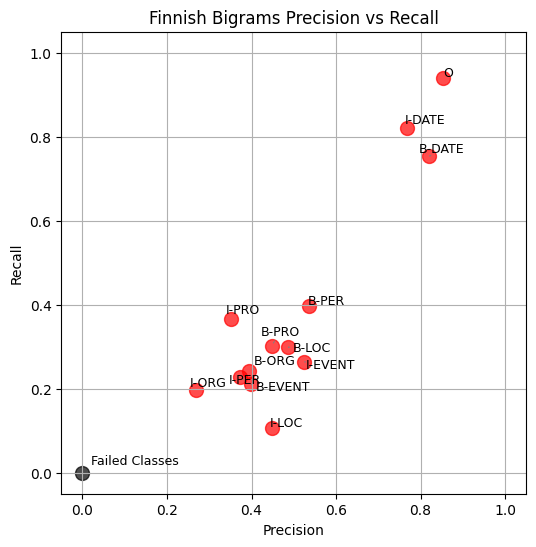 Finnish Bigrams Precision vs Recall
1.0
0.8
0.6
0.4
0.2
0.0
Recall
O
I-DATE
B-DATE
B-PER
I-PRO
B-PRO
B-LOC
B-ORG
I-EVENT
I-PER
I-ORG
B-EVENT
I-LOC
Failed Classes
0.0 0.2 0.4 0.6 0.8 1.0
Precision